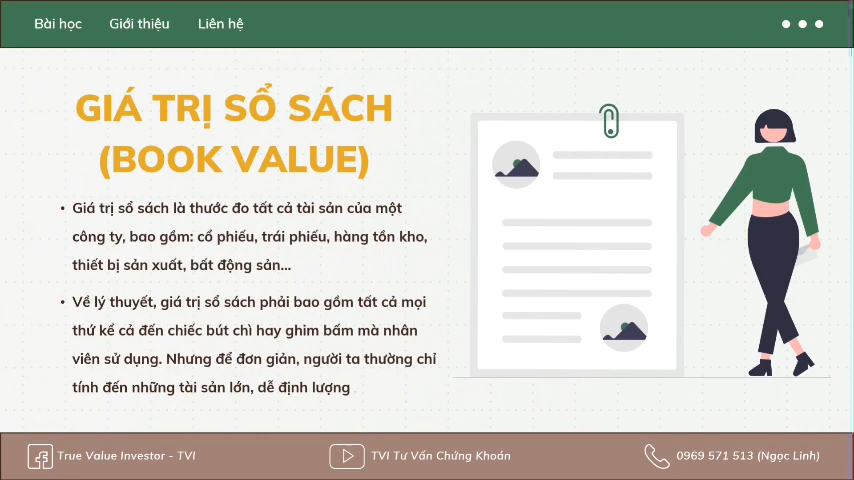 Bài học Giới thiệu Liên hệ
GIÁ TRỊ SỔ SÁCH
(BOOK VALUE)
• Giá trị sổ sách là thước đo tất cả tài sản của một
công ty, bao gồm: cổ phiếu, trái phiếu, hàng tồn kho,
thiết bị sản xuất, bất động sản...
• Về lý thuyết, giá trị sổ sách phải bao gồm tất cả mọi
thứ kể cả đến chiếc bút chì hay ghim bấm mà nhân
viên sử dụng. Nhưng để đơn giản, người ta thường chỉ
tính đến những tài sản lớn, dễ định lượng
True Value Investor - TVI TVI Tư Vấn Chứng Khoán 0969 571 513 (Ngọc Linh)